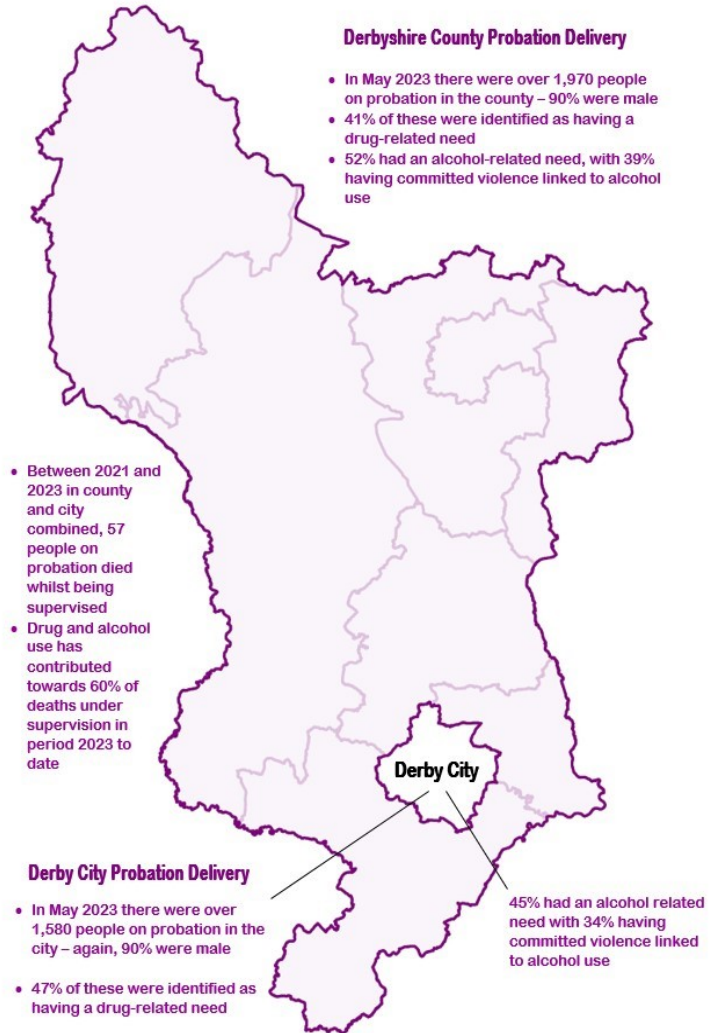 Derbyshire County Probation Delivery
• In May 2023 there were over 1,970 people
on probation in the county – 90% were male
• 41% of these were identified as having a
drug-related need
• 52% had an alcohol-related need, with 39%
having committed violence linked to alcohol
use
• Between 2021 and
2023 in county
and city
combined, 57
people on
probation died
whilst being
supervised
• Drug and alcohol
use has
contributed
towards 60% of
deaths under
supervision in
period 2023 to
date
Derby City
Derby City Probation Delivery
• In May 2023 there were over
1,580 people on probation in the
city – again, 90% were male
• 47% of these were identified as
having a drug-related need
45% had an alcohol related
need with 34% having
committed violence linked
to alcohol use